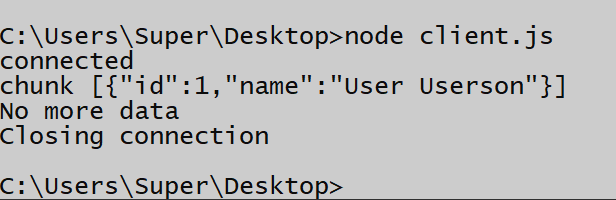 C:\Users\Super\Desktop>node client.js
connected
chunk [{"id":1,"name":"User Userson"}]
No more data
Closing connection
C:\Users\Super\Desktop>